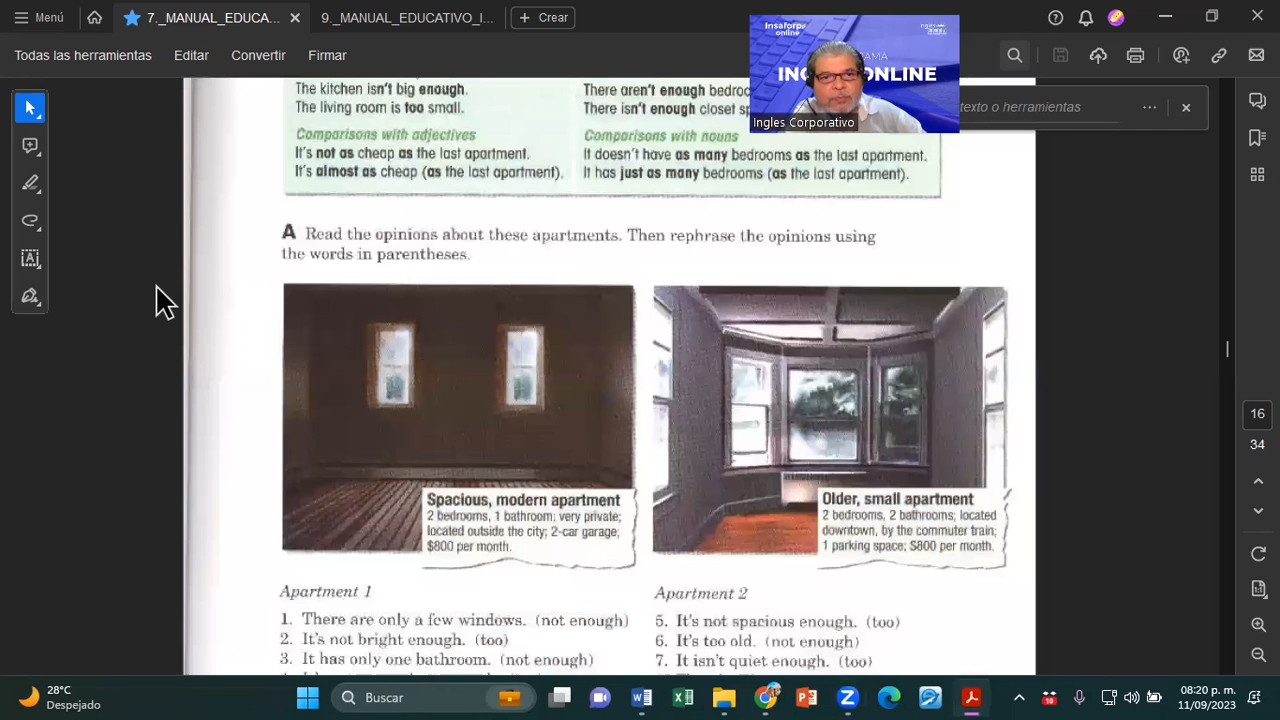 Menú
7._MANUAL_EDUCA...
9._MANUAL_EDUCATIVO_I...
Crear
Todas las herramientas
Editar
Convertir
Firmar
Insaforp
online
INGLES ONLINE
Ingles Corporativo
texto o herramientas
The kitchen isn't big enough.
The living room is too small.
There aren't enough
There isn't enough closet
Comparisons with adjectives
It's not as cheap as the last apartment.
It's almost as cheap (as the last apartment).
Comparisons with nouns
It doesn't have as many bedrooms as the last apartment.
It has just as many bedrooms (as the last apartment).
A Read the opinions about these apartments. Then rephrase the opinions using
the words in parentheses.
Spacious, modern apartment
2 bedrooms, 1 bathroom; very private;
located outside the city; 2-car garage;
$800 per month.
Older, small apartment
2 bedrooms, 2 bathrooms; located
downtown, by the commuter train;
1 parking space; $800 per month.
Apartment 1
1. There are only a few windows. (not enough)
2. It's not bright enough. (too)
3. It has only one bathroom. (not enough)
Apartment 2
5. It's not spacious enough. (too)
6. It's too old. (not enough)
7. It isn't quiet enough. (too)
16
34
28°C
Despejado
Buscar
08:20 p. m.
11/09/2023